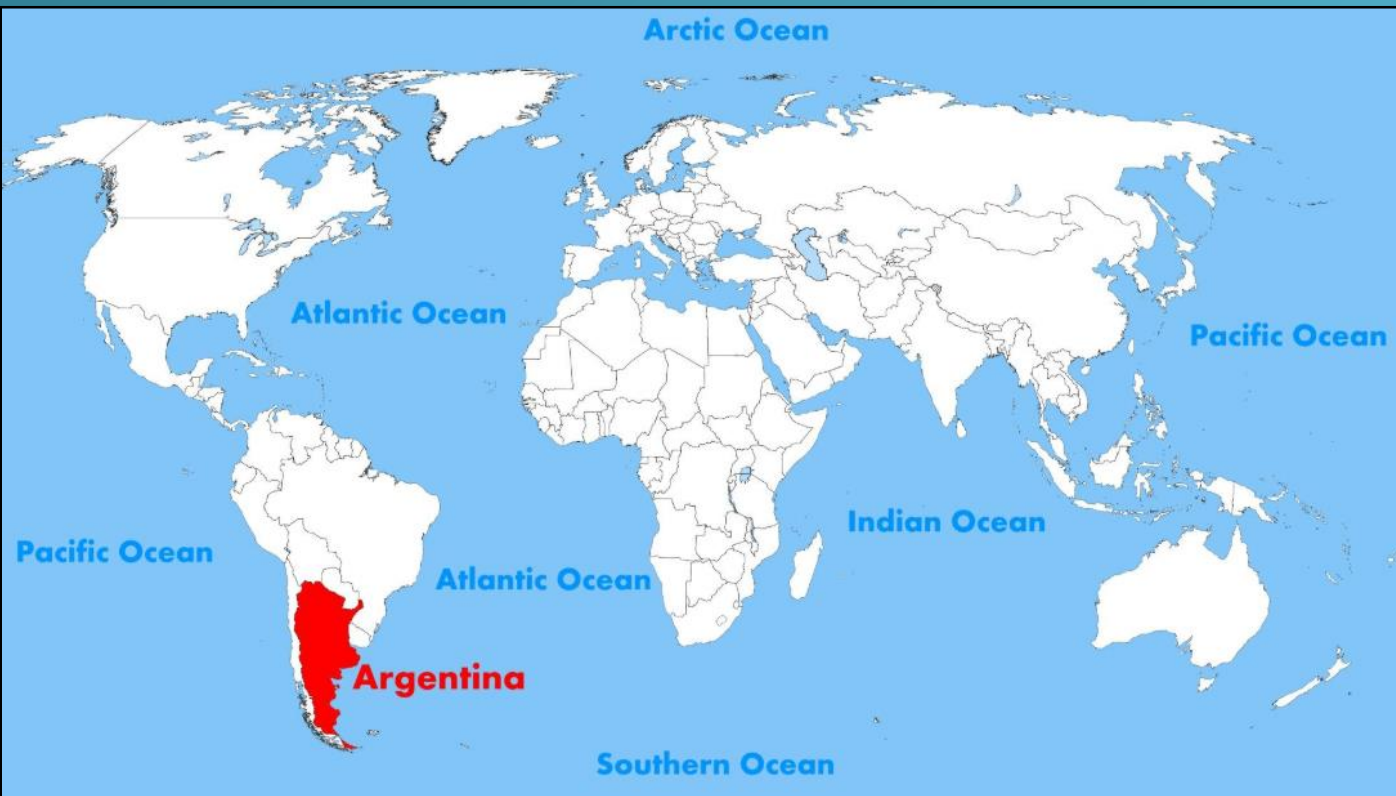 Arctic Ocean
Atlantic Ocean
Pacific Ocean
Indian Ocean
Pacific Ocean
Atlantic Ocean
Argentina
Southern Ocean